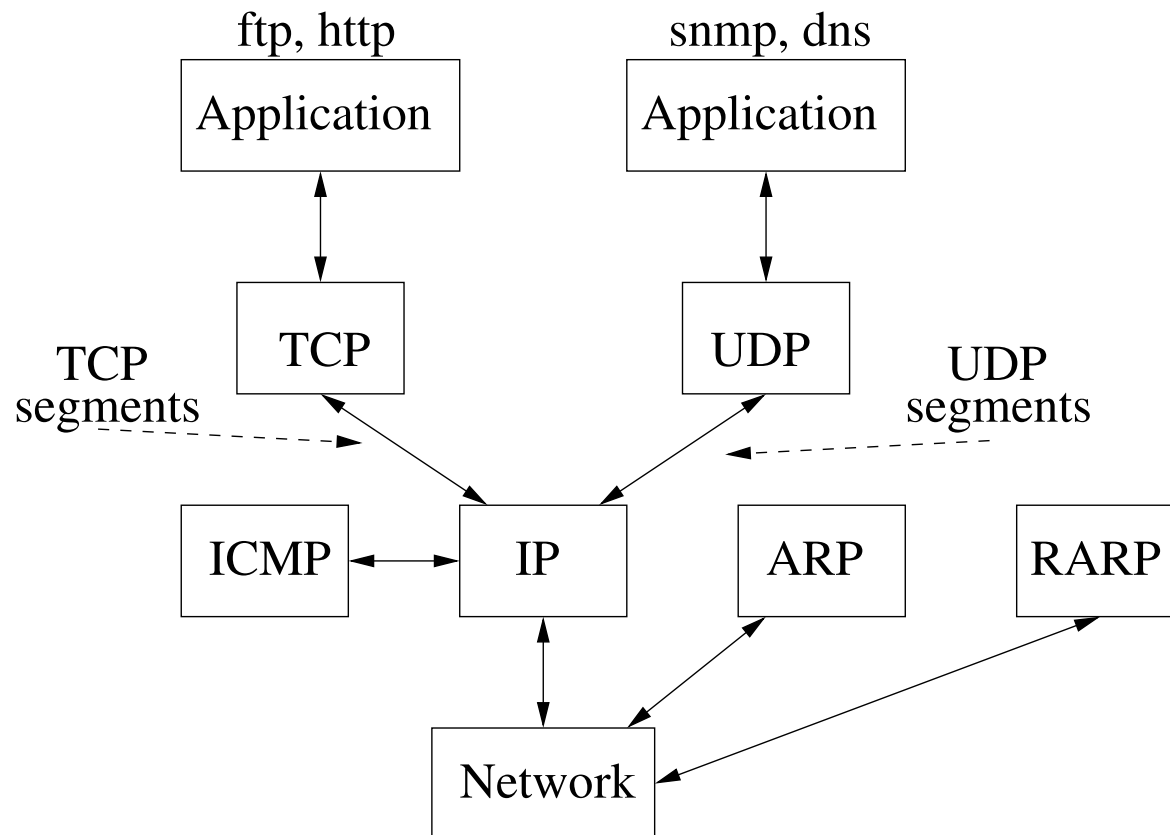 ftp, http
snmp, dns
Application
Application
TCP
UDP
TCP
segments
UDP
segments
ICMP
IP
ARP
RARP
Network